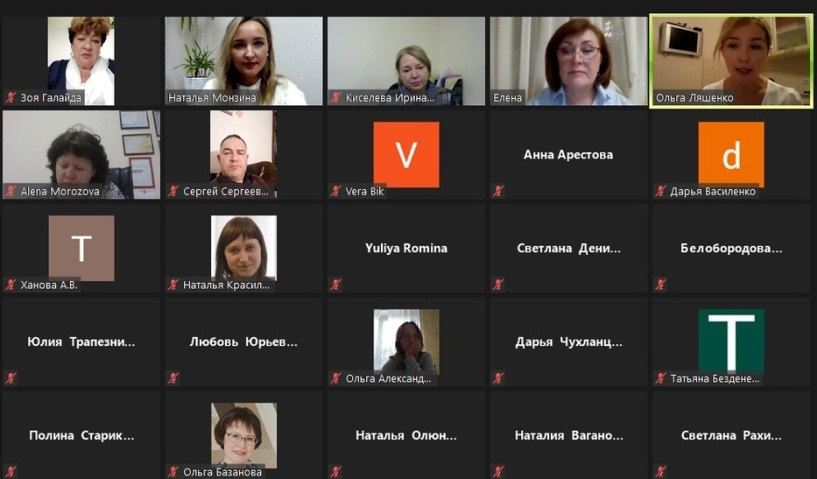 Зоя Галайда
Наталья Монзина
Киселева Ирина...
Елена
Ольга Ляшенко
Alena Morozova
Сергей Сергеев...
V
Vera Bik
Анна Арестова
d
Дарья Василенко
T
Ханова А.В.
Наталья Красил...
Yuliya Romina
Светлана Дени...
Белобородова...
Юлия Трапезни...
Любовь Юрьев...
Ольга Александ...
Дарья Чухланц...
T
Татьяна Бездене...
Полина Старик...
Ольга Базанова
Наталья Олюн...
Наталия Вагано...
Светлана Рахи...